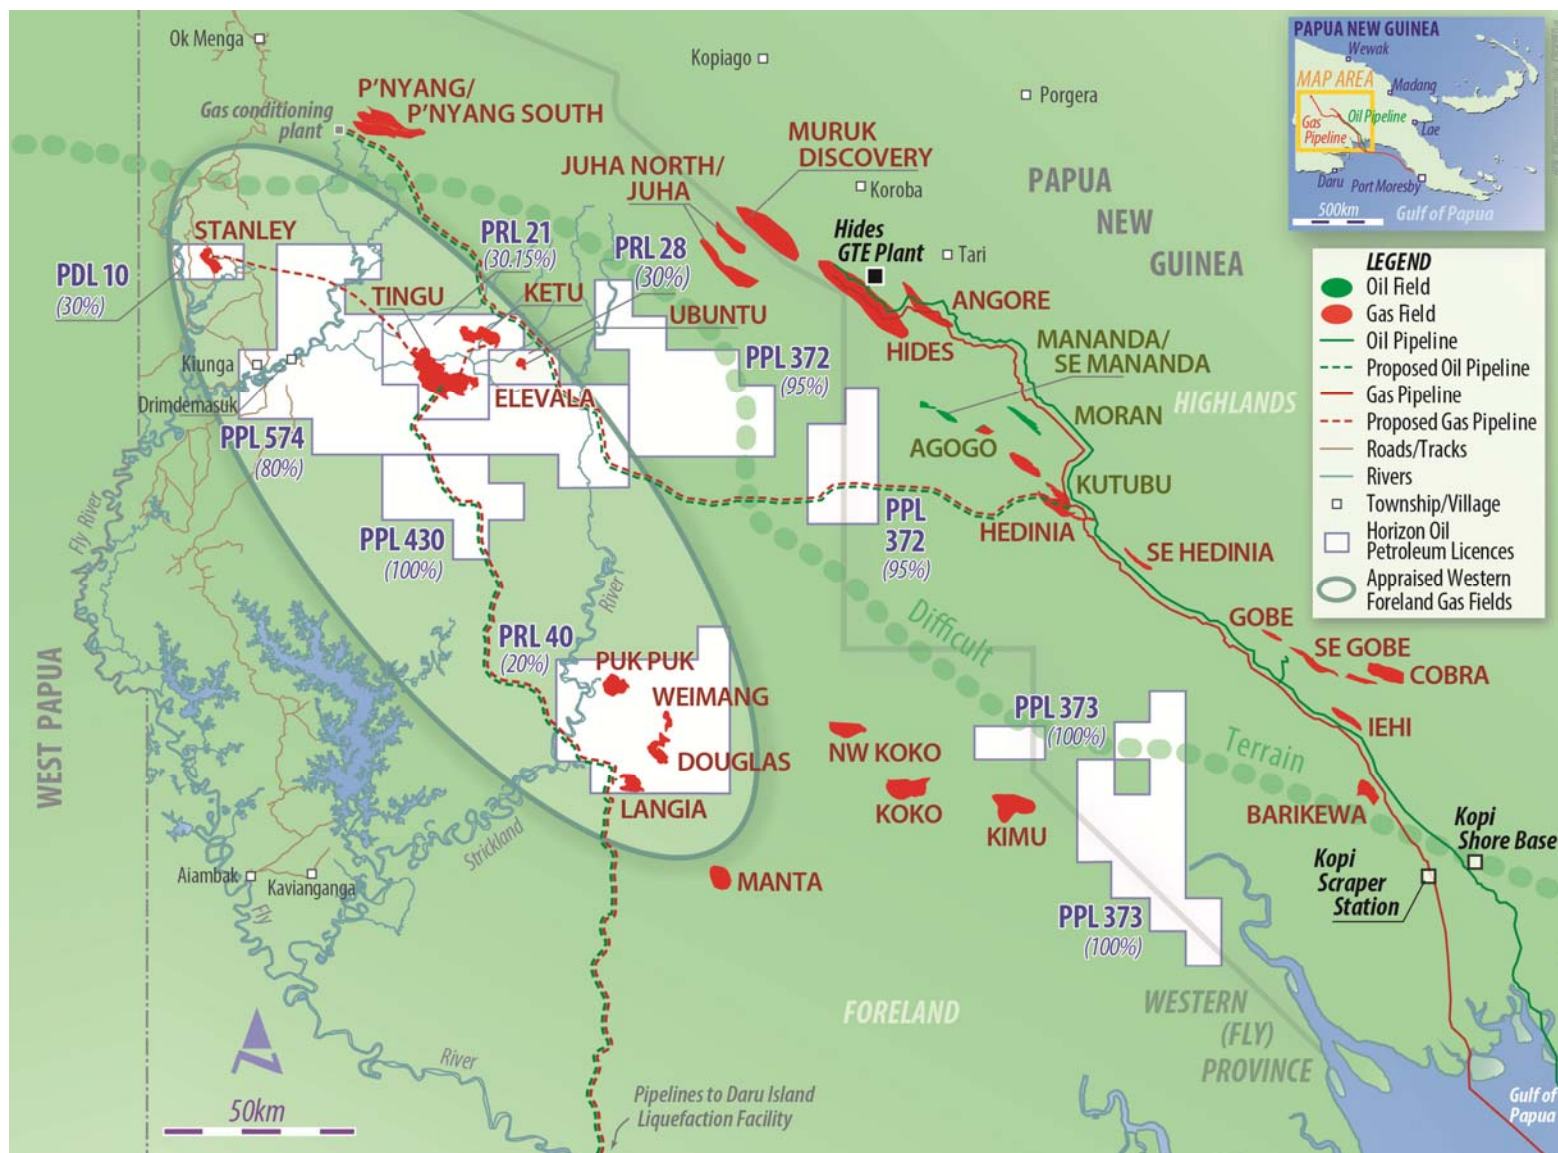 Ok Menga
Kopiago
Porgera
P'NYANG/
P'NYANG SOUTH
Gas conditioning
plant
MURUK
DISCOVERY
JUHA NORTH/
JUHA
Koroba
PAPUA
NEW
GUINEA
Hides
GTE Plant
Tari
STANLEY
PRL 21
(30.15%)
PRL 28
(30%)
PDL 10
(30%)
TINGU
KETU
UBUNTU
ANGORE
HIDES
MANANDA/
SE MANANDA
PPL 372
(95%)
Kiunga
Drimdemasuk
ELEVALA
HIGHLANDS
MORAN
AGOGO
PPL 574
(80%)
KUTUBU
HEDINIA
PPL
372
(95%)
Fly River
PPL 430
(100%)
SE HEDINIA
River
Difficult
GOBE
SE GOBE
COBRA
PRL 40
(20%)
PUK PUK
WEIMANG
WEST PAPUA
DOUGLAS
LANGIA
PPL 373
(100%)
IEHI
NW KOKO
Terrain
KOKO
KIMU
BARIKEWA
Kopi
Shore Base
Strickland
Kopi
Scraper
Station
Aiambak
Kavianganga
MANTA
Fly
PPL 373
(100%)
FORELAND
WESTERN
(FLY)
PROVINCE
River
50km
Pipelines to Daru Island
Liquefaction Facility
Gulf of
Papua
PAPUA NEW GUINEA
Wewak
MAP AREA
Madang
Oil Pipeline
Gas
Pipeline
Lae
Daru
Port Moresby
500km
Gulf of Papua
LEGEND
Oil Field
Gas Field
Oil Pipeline
Proposed Oil Pipeline
Gas Pipeline
Proposed Gas Pipeline
Roads/Tracks
Rivers
Township/Village
Horizon Oil
Petroleum Licences
Appraised Western
Foreland Gas Fields